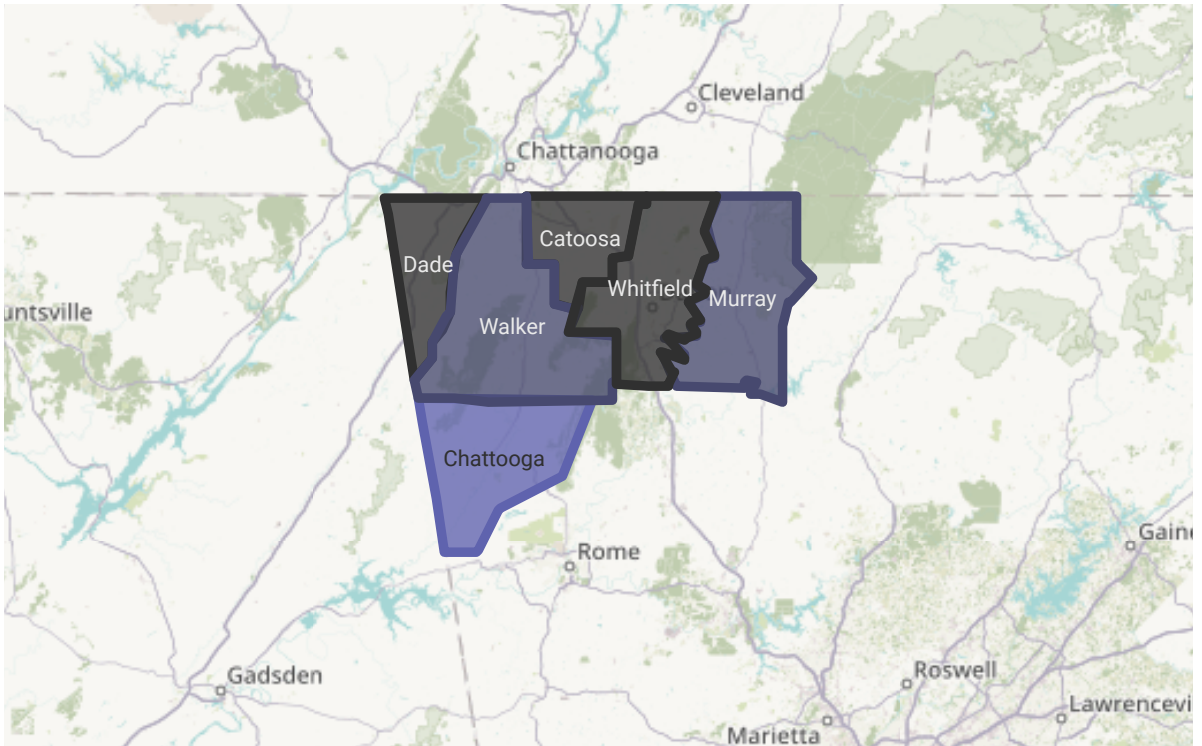 Cleveland
Chattanooga
Catoosa
Dade
Whitfield
Murray
untsville
Walker
Chattooga
Gaine
Rome
Roswell
Gadsden
Lawrencevi
Marietta